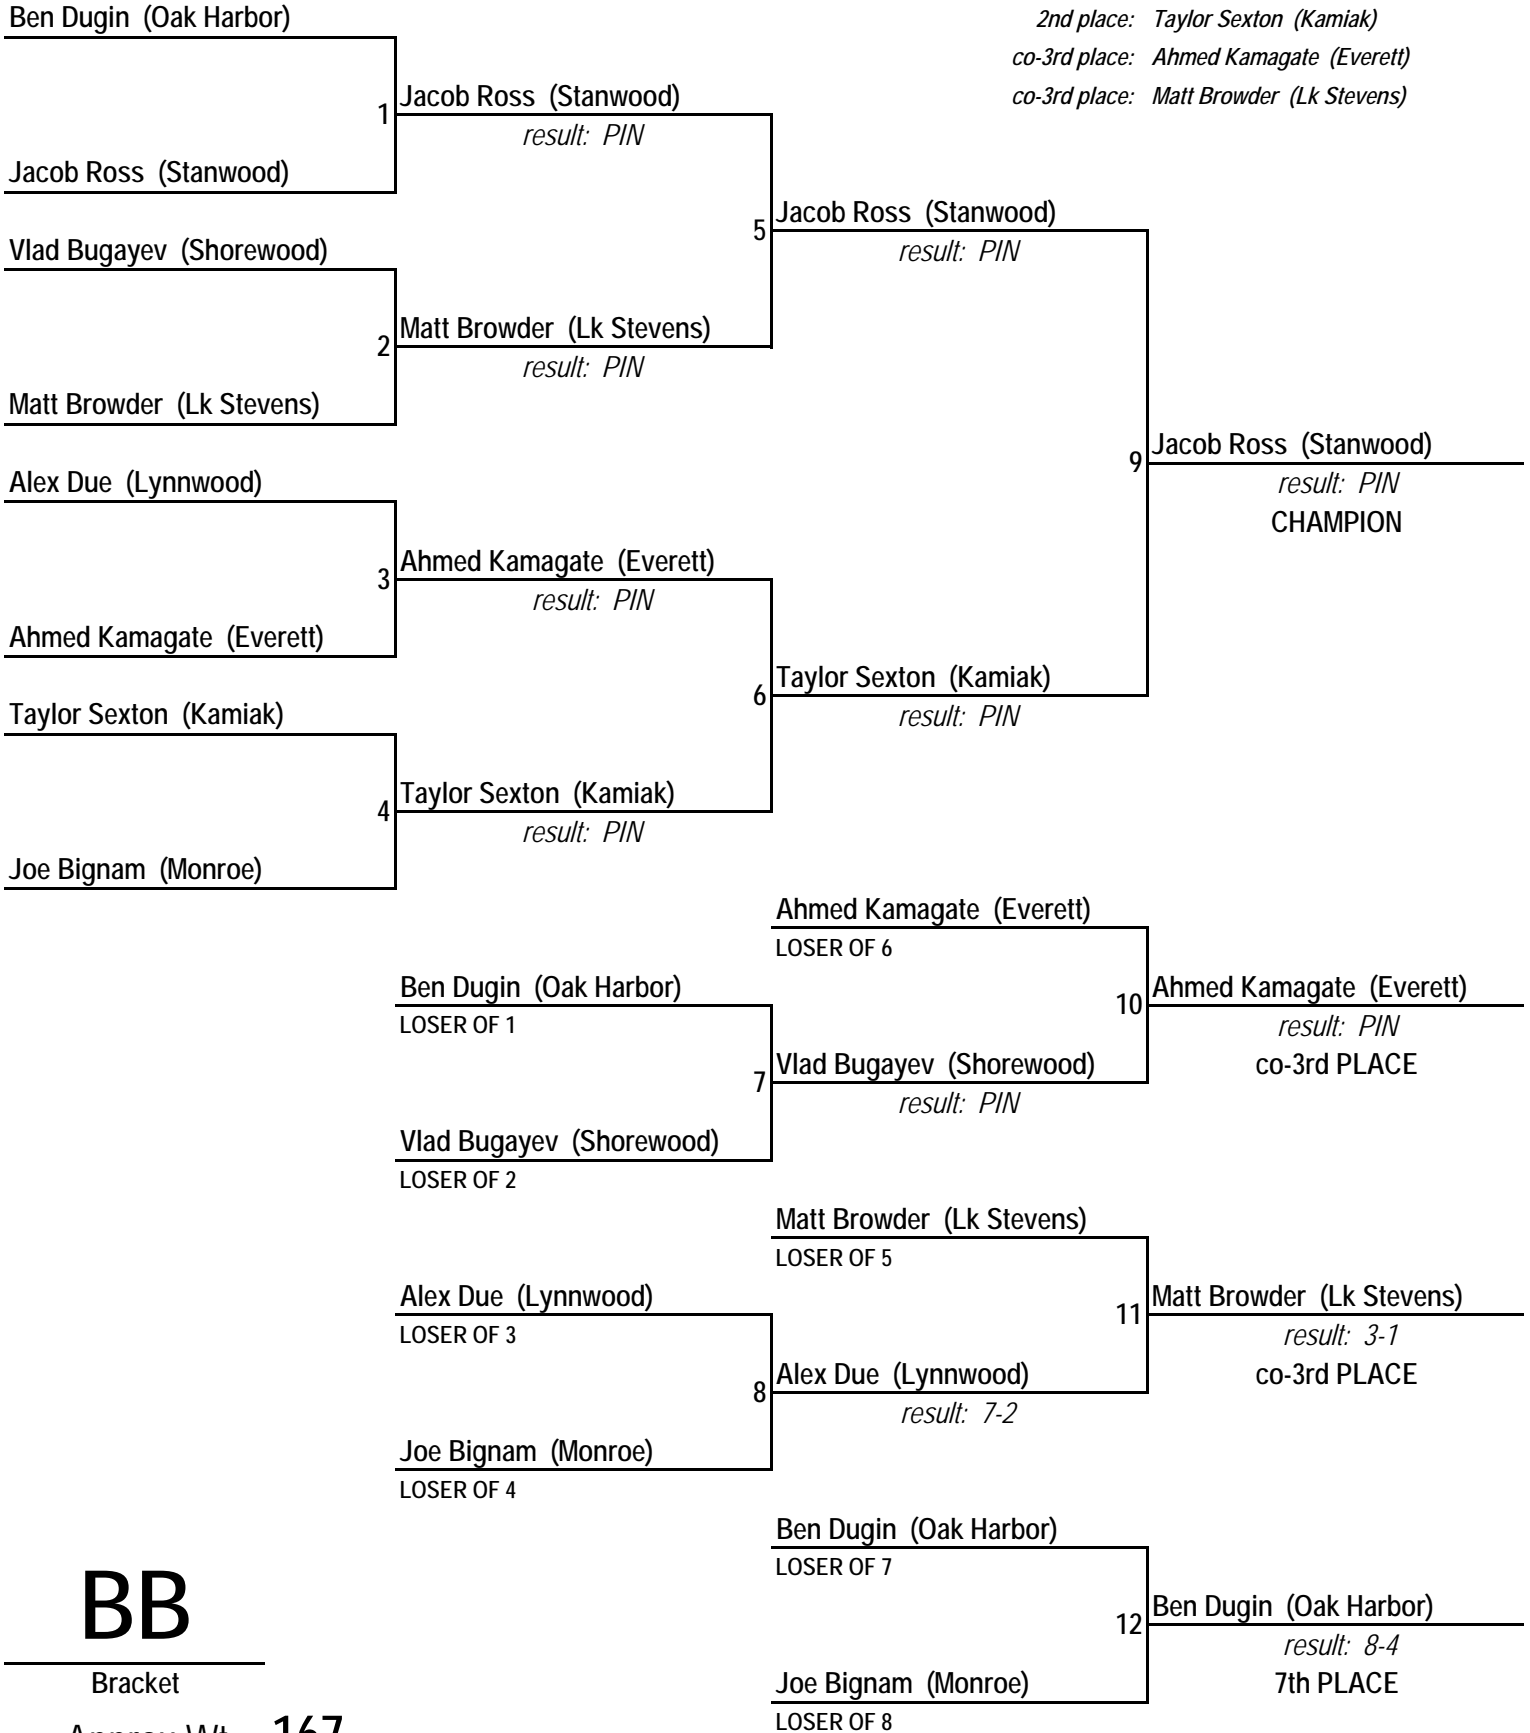 Ben Dugin (Oak Harbor)
2nd place: Taylor Sexton (Kamiak)
co-3rd place: Ahmed Kamagate (Everett)
co-3rd place: Matt Browder (Lk Stevens)
1 Jacob Ross (Stanwood)
result: PIN
Jacob Ross (Stanwood)
5 Jacob Ross (Stanwood)
result: PIN
Vlad Bugayev (Shorewood)
2 Matt Browder (Lk Stevens)
result: PIN
Matt Browder (Lk Stevens)
9 Jacob Ross (Stanwood)
result: PIN
CHAMPION
Alex Due (Lynnwood)
3 Ahmed Kamagate (Everett)
result: PIN
Ahmed Kamagate (Everett)
6 Taylor Sexton (Kamiak)
result: PIN
Taylor Sexton (Kamiak)
4 Taylor Sexton (Kamiak)
result: PIN
Joe Bignam (Monroe)
Ahmed Kamagate (Everett)
LOSER OF 6
Ben Dugin (Oak Harbor)
LOSER OF 1
10 Ahmed Kamagate (Everett)
result: PIN
co-3rd PLACE
7 Vlad Bugayev (Shorewood)
result: PIN
Vlad Bugayev (Shorewood)
LOSER OF 2
Matt Browder (Lk Stevens)
LOSER OF 5
Alex Due (Lynnwood)
LOSER OF 3
11 Matt Browder (Lk Stevens)
result: 3-1
co-3rd PLACE
8 Alex Due (Lynnwood)
result: 7-2
Joe Bignam (Monroe)
LOSER OF 4
Ben Dugin (Oak Harbor)
LOSER OF 7
12 Ben Dugin (Oak Harbor)
result: 8-4
7th PLACE
Joe Bignam (Monroe)
LOSER OF 8
BB
Bracket
Approx Wt 167